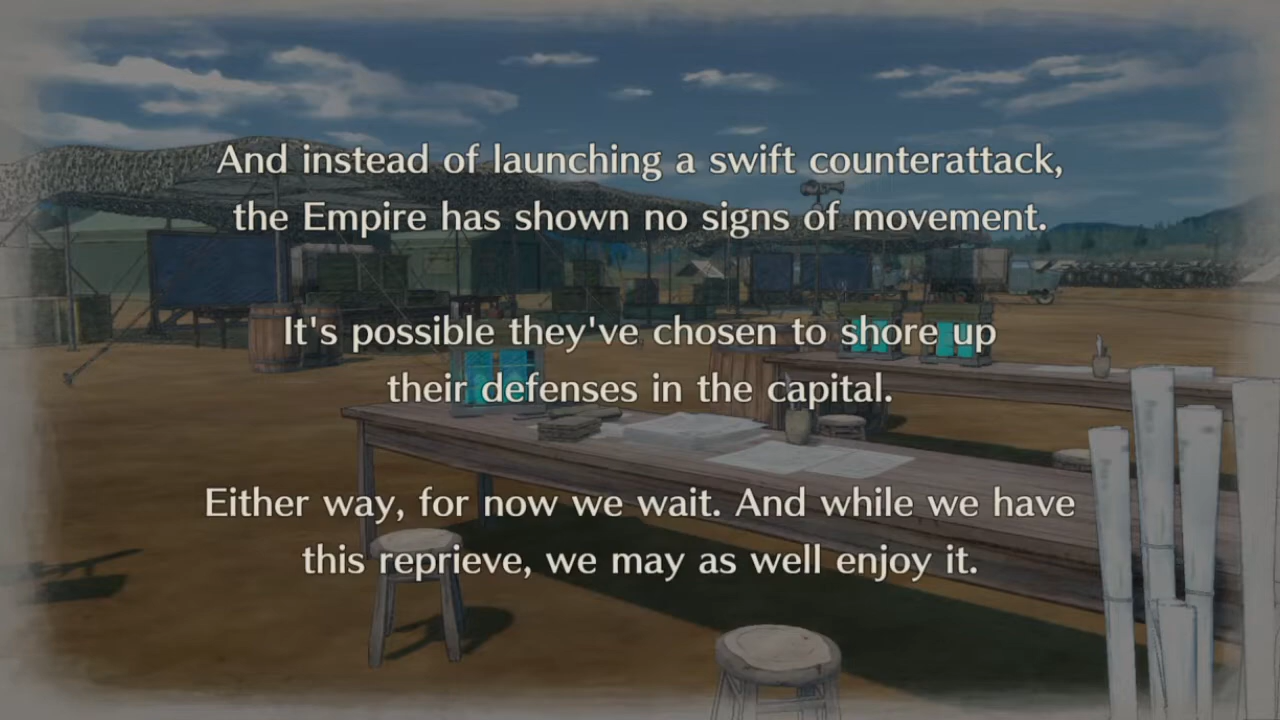 And instead of launching a swift counterattack,
the Empire has shown no signs of movement.
It's possible they've chosen to shore up
their defenses in the capital.
Either way, for now we wait. And while we have
this reprieve, we may as well enjoy it.